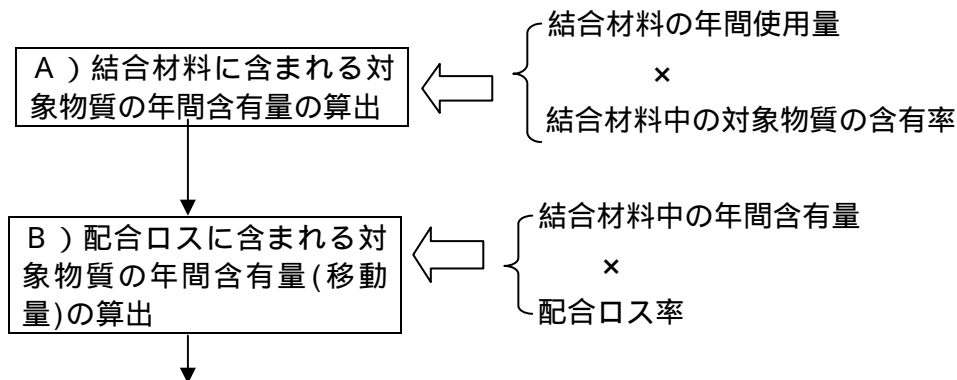 結合材料の年間使用量
A）結合材料に含まれる対
象物質の年間含有量の算出
×
結合材料中の対象物質の含有率
結合材料中の年間含有量
B）配合ロスに含まれる対
象物質の年間含有量(移動
量)の算出
×
配合ロス率